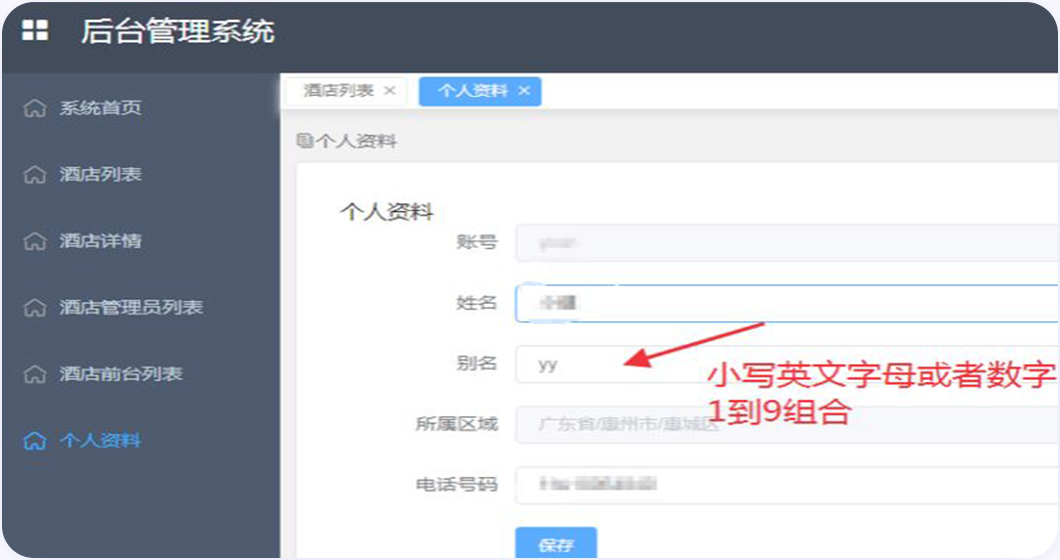 后台管理系统
系统首页
酒店列表
酒店详情
酒店管理员列表
酒店前台列表
个人资料
酒店列表 ×
个人资料 ×
个人资料
个人资料
账号
姓名
别名 yy
所属区域 广东省/惠州市/惠城区
电话号码
保存
小写英文字母或者数字
1到9组合